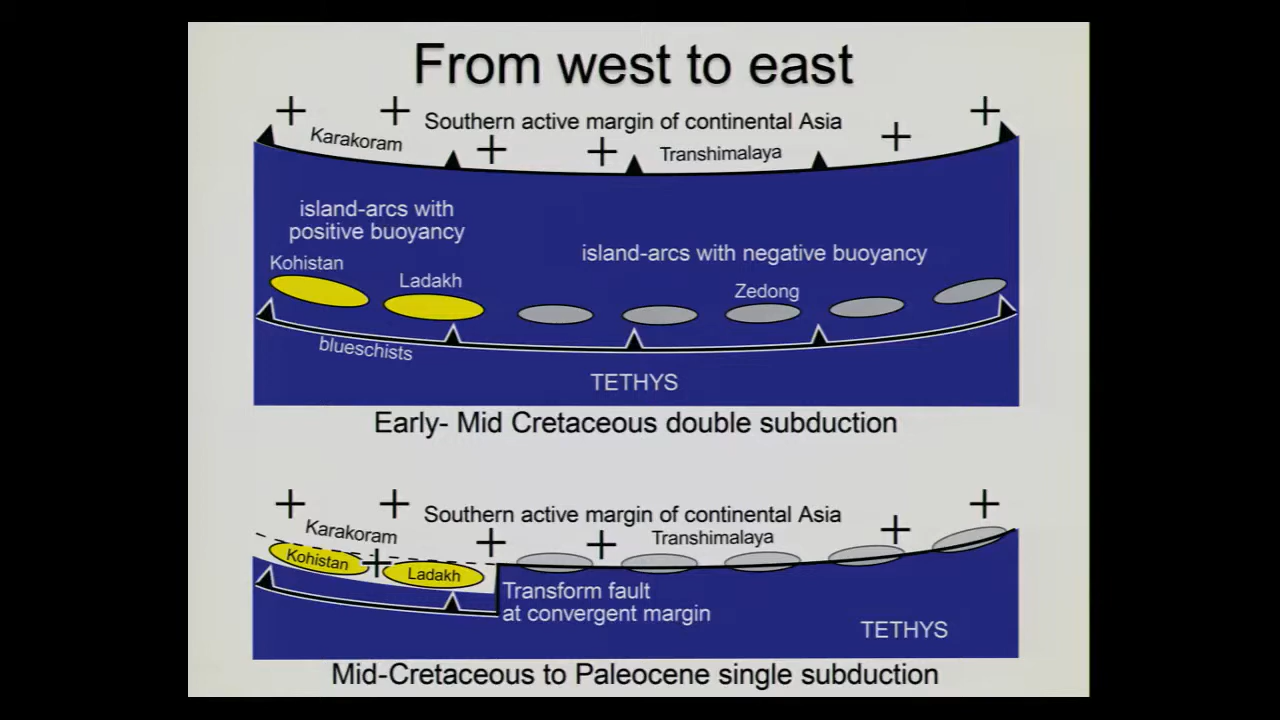 From west to east
Southern active margin of continental Asia
Karakoram
Transhimalaya
island-arcs with
positive buoyancy
island-arcs with negative buoyancy
Kohistan
Ladakh
Zedong
blueschists
TETHYS
Early- Mid Cretaceous double subduction
Southern active margin of continental Asia
Karakoram
Transhimalaya
Kohistan
Ladakh
Transform fault
at convergent margin
TETHYS
Mid-Cretaceous to Paleocene single subduction